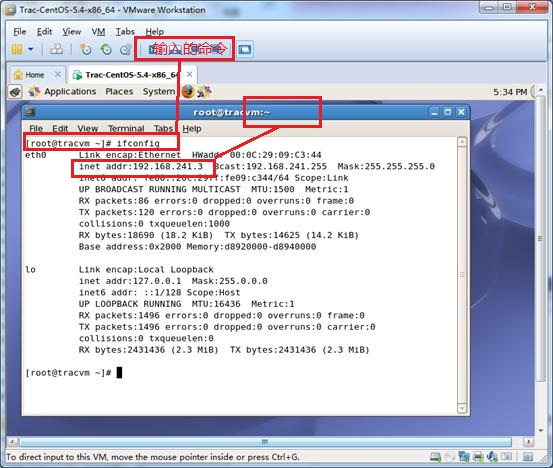 Trac-CentOS-5.4-x86_64 - VMware Workstation
File Edit View VM Tabs Help
输入的命令
Home Trac-CentOS-5.4-x86_64
Applications Places System 5:34 PM
root@tracvm:~
File Edit View Terminal Tabs Help
[root@tracvm ~]# ifconfig
eth0 Link encap:Ethernet HWaddr 00:0C:29:09:C3:44
inet addr:192.168.241.3 Bcast:192.168.241.255 Mask:255.255.255.0
inet6 addr: fe80::20c:29ff:fe09:c344/64 Scope:Link
UP BROADCAST RUNNING MULTICAST MTU:1500 Metric:1
RX packets:86 errors:0 dropped:0 overruns:0 frame:0
TX packets:120 errors:0 dropped:0 overruns:0 carrier:0
collisions:0 txqueuelen:1000
RX bytes:18690 (18.2 KiB) TX bytes:14625 (14.2 KiB)
Base address:0x2000 Memory:d8920000-d8940000
lo Link encap:Local Loopback
inet addr:127.0.0.1 Mask:255.0.0.0
inet6 addr: ::1/128 Scope:Host
UP LOOPBACK RUNNING MTU:16436 Metric:1
RX packets:1496 errors:0 dropped:0 overruns:0 frame:0
TX packets:1496 errors:0 dropped:0 overruns:0 carrier:0
collisions:0 txqueuelen:0
RX bytes:2431436 (2.3 MiB) TX bytes:2431436 (2.3 MiB)
[root@tracvm ~]#
To direct input to this VM, move the mouse pointer inside or press Ctrl+G.